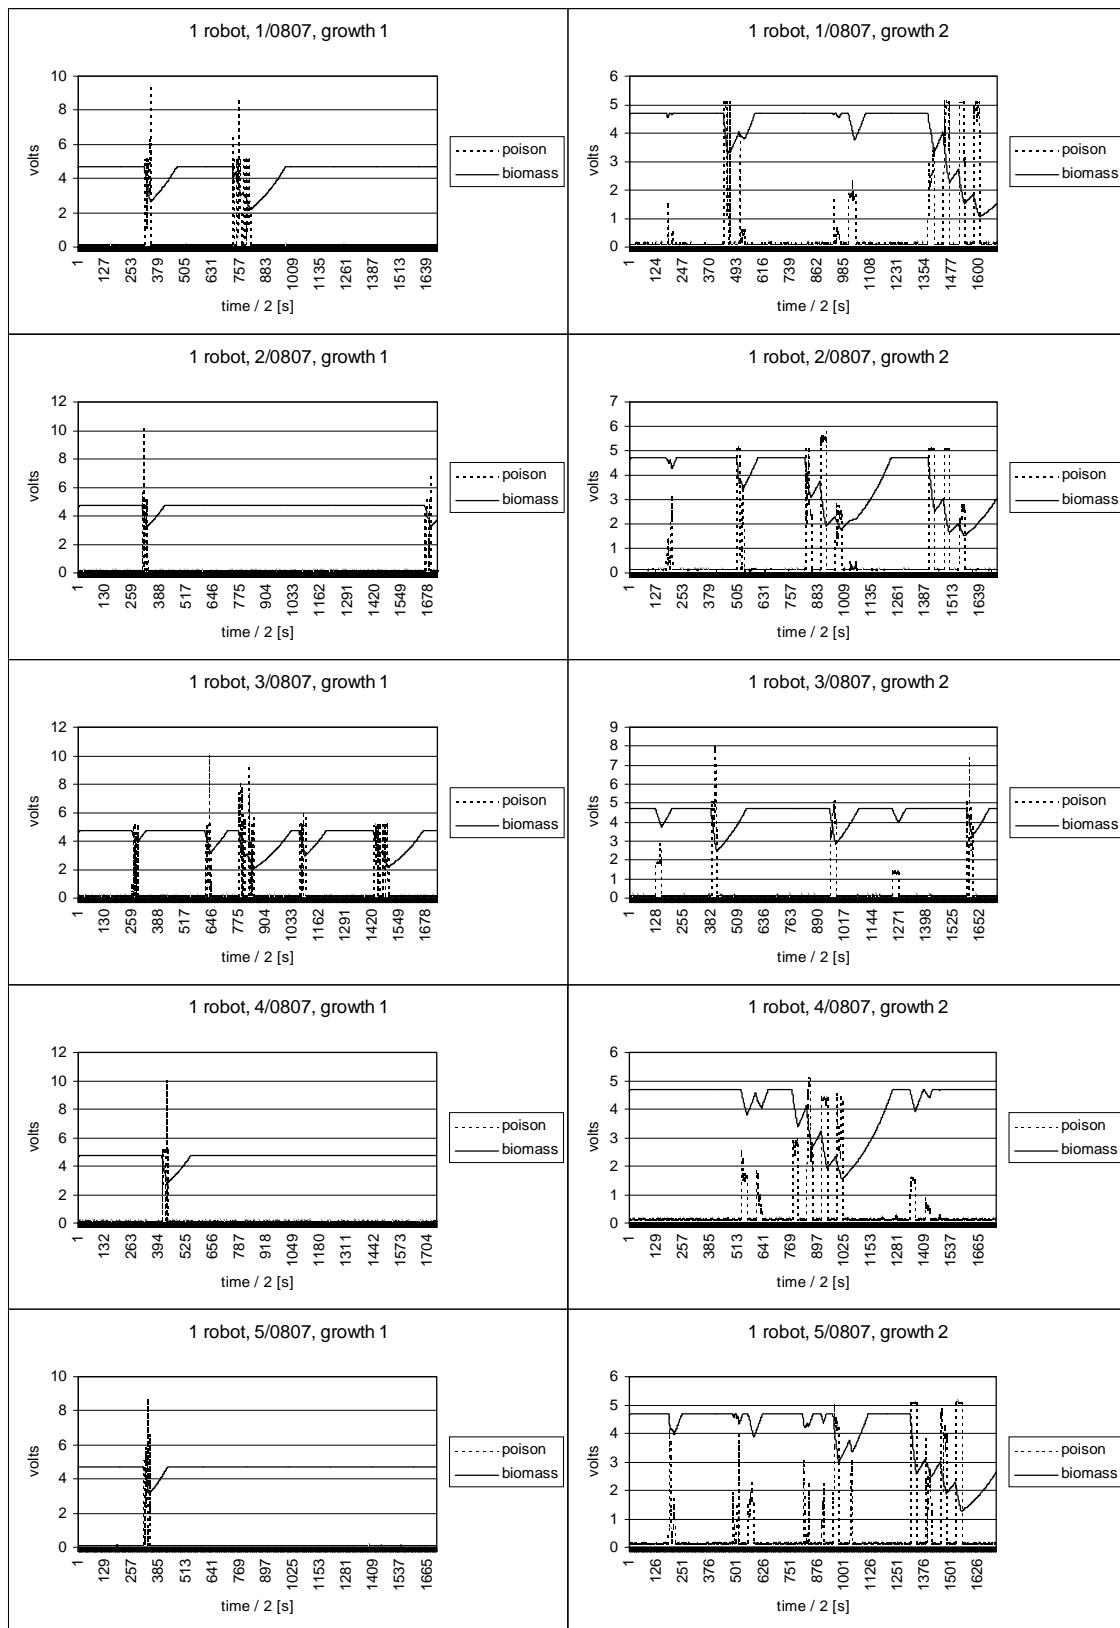 1 robot, 1/0807, growth 1
10
8
6
4
2
0
volts
1 127 253 379 505 631 757 883 1009 1135 1261 1387 1513 1639
time / 2 [s]
poison
biomass
1 robot, 1/0807, growth 2
6
5
4
3
2
1
0
volts
1 124 247 370 493 616 739 862 985 1108 1231 1354 1477 1600
time / 2 [s]
poison
biomass
1 robot, 2/0807, growth 1
12
10
8
6
4
2
0
volts
1 130 259 388 517 646 775 904 1033 1162 1291 1420 1549 1678
time / 2 [s]
poison
biomass
1 robot, 2/0807, growth 2
7
6
5
4
3
2
1
0
volts
1 127 253 379 505 631 757 883 1009 1135 1261 1387 1513 1639
time / 2 [s]
poison
biomass
1 robot, 3/0807, growth 1
12
10
8
6
4
2
0
volts
1 130 259 388 517 646 775 904 1033 1162 1291 1420 1549 1678
time / 2 [s]
poison
biomass
1 robot, 3/0807, growth 2
9
8
7
6
5
4
3
2
1
0
volts
1 128 255 382 509 636 763 890 1017 1144 1271 1398 1525 1652
time / 2 [s]
poison
biomass
1 robot, 4/0807, growth 1
12
10
8
6
4
2
0
volts
1 132 263 394 525 656 787 918 1049 1180 1311 1442 1573 1704
time / 2 [s]
poison
biomass
1 robot, 4/0807, growth 2
6
5
4
3
2
1
0
volts
1 129 257 385 513 641 769 897 1025 1153 1281 1409 1537 1665
time / 2 [s]
poison
biomass
1 robot, 5/0807, growth 1
10
8
6
4
2
0
volts
1 129 257 385 513 641 769 897 1025 1153 1281 1409 1537 1665
time / 2 [s]
poison
biomass
1 robot, 5/0807, growth 2
6
5
4
3
2
1
0
volts
1 126 251 376 501 626 751 876 1001 1126 1251 1376 1501 1626
time / 2 [s]
poison
biomass